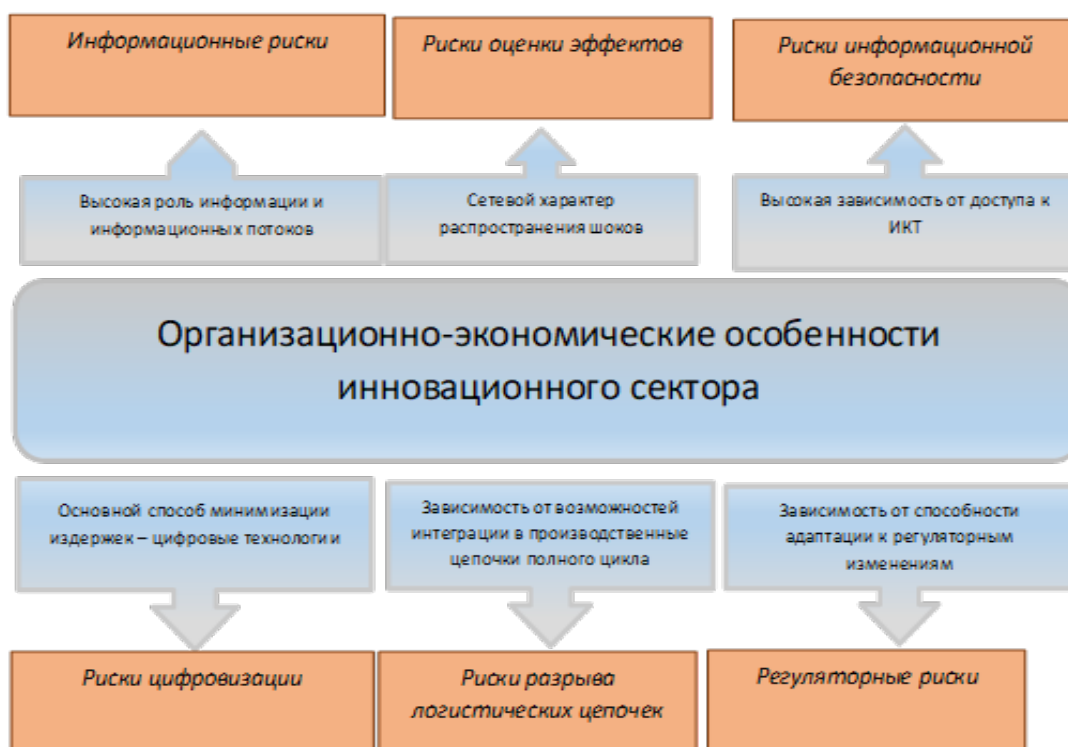 Информационные риски
Риски оценки эффектов
Риски информационной
безопасности
Высокая роль информации и
информационных потоков
Сетевой характер
распространения шоков
Высокая зависимость от доступа к
ИКТ
Организационно-экономические особенности
инновационного сектора
Основной способ минимизации
издержек – цифровые технологии
Зависимость от возможностей
интеграции в производственные
цепочки полного цикла
Зависимость от способности
адаптации к регуляторным
изменениям
Риски цифровизации
Риски разрыва
логистических цепочек
Регуляторные риски